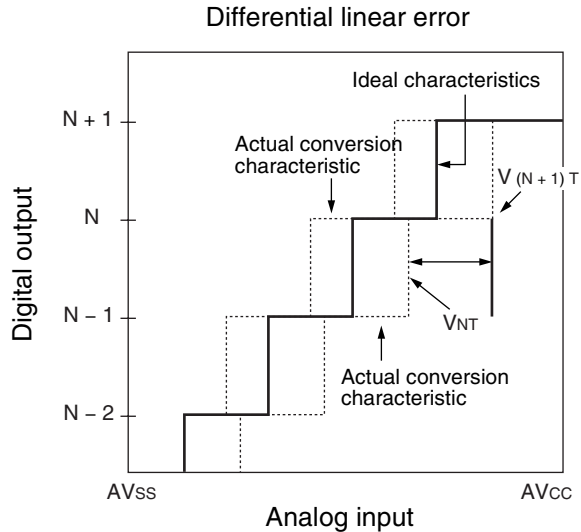 Differential linear error
Ideal characteristics
N + 1
Actual conversion
characteristic
V (N + 1) T
N
Digital output
N − 1
VNT
Actual conversion
characteristic
N − 2
AVSS
AVCC
Analog input